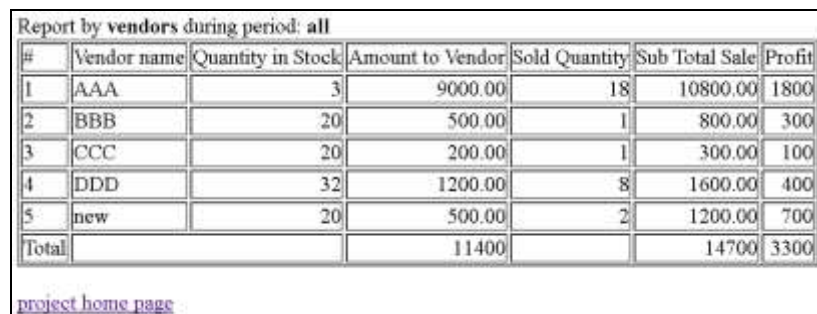 Report by vendors during period: all
# Vendor name Quantity in Stock Amount to Vendor Sold Quantity Sub Total Sale Profit
1 AAA 3 9000.00 18 10800.00 1800
2 BBB 20 500.00 1 800.00 300
3 CCC 20 200.00 1 300.00 100
4 DDD 32 1200.00 8 1600.00 400
5 new 20 500.00 2 1200.00 700
Total 11400 14700 3300
project home page